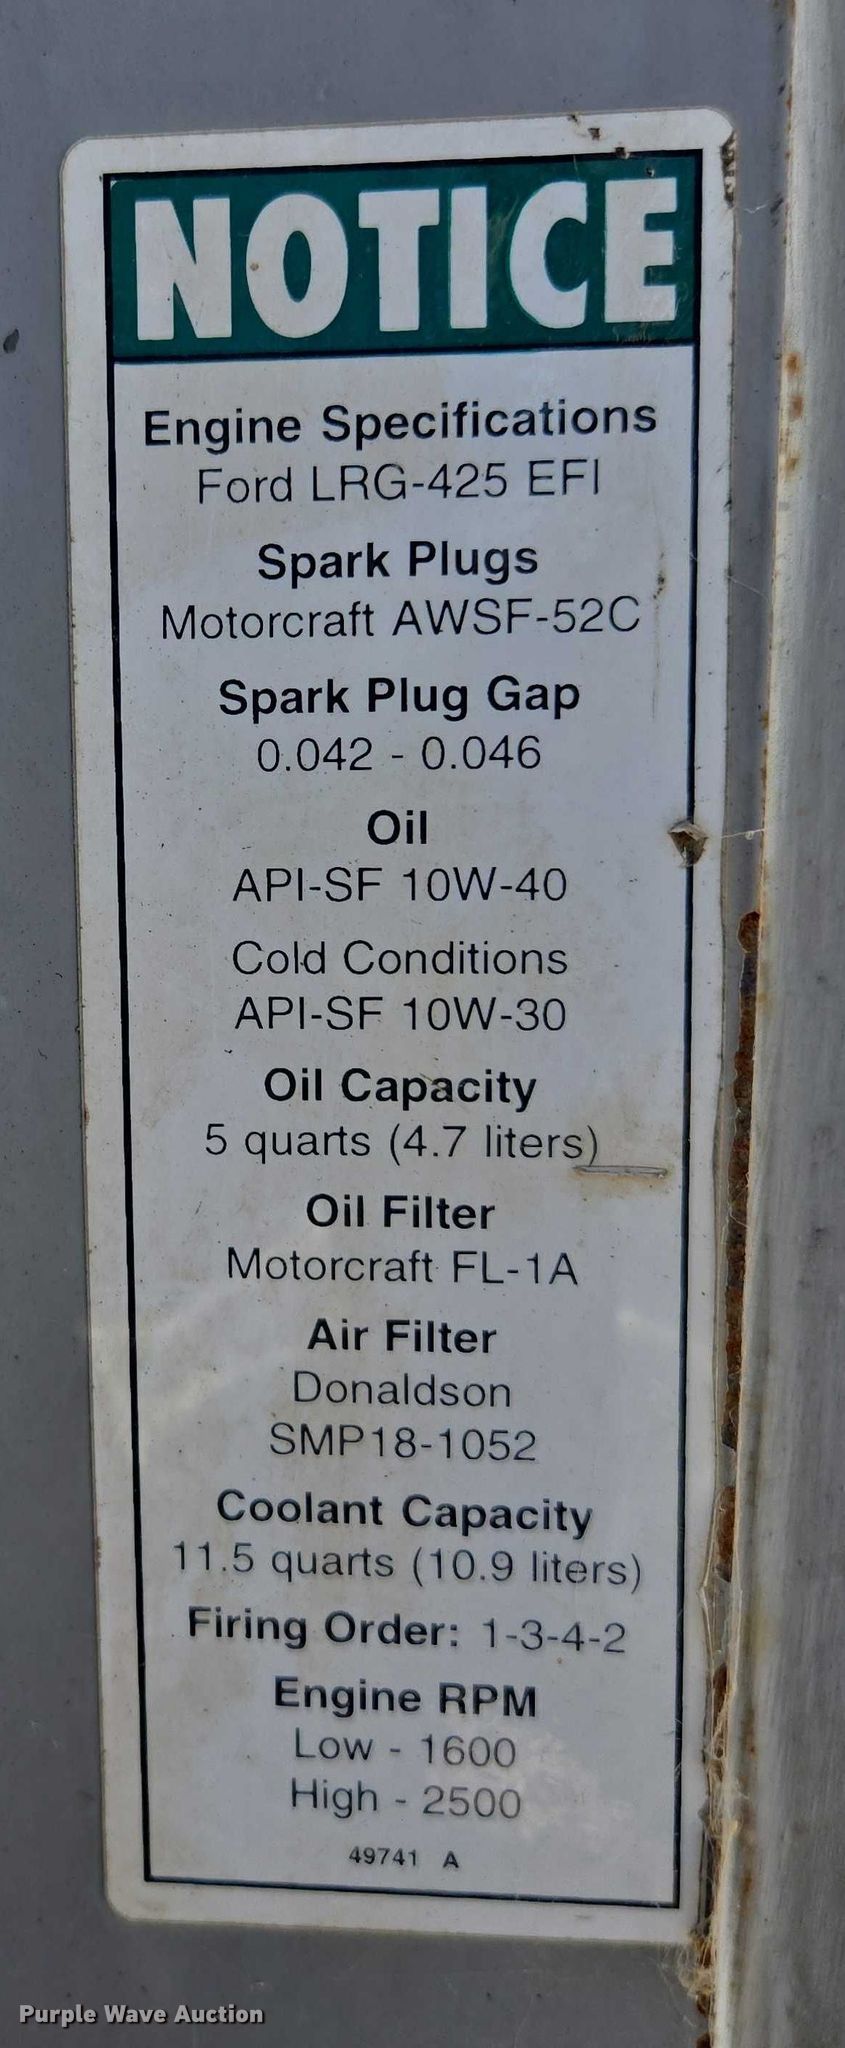 NOTICE
Engine Specifications
Ford LRG-425 EFI
Spark Plugs
Motorcraft AWSF-52C
Spark Plug Gap
0.042 - 0.046
Oil
API-SF 10W-40
Cold Conditions
API-SF 10W-30
Oil Capacity
5 quarts (4.7 liters)
Oil Filter
Motorcraft FL-1A
Air Filter
Donaldson
SMP18-1052
Coolant Capacity
11.5 quarts (10.9 liters)
Firing Order: 1-3-4-2
Engine RPM
Low - 1600
High - 2500
49741 A
Purple Wave Auction